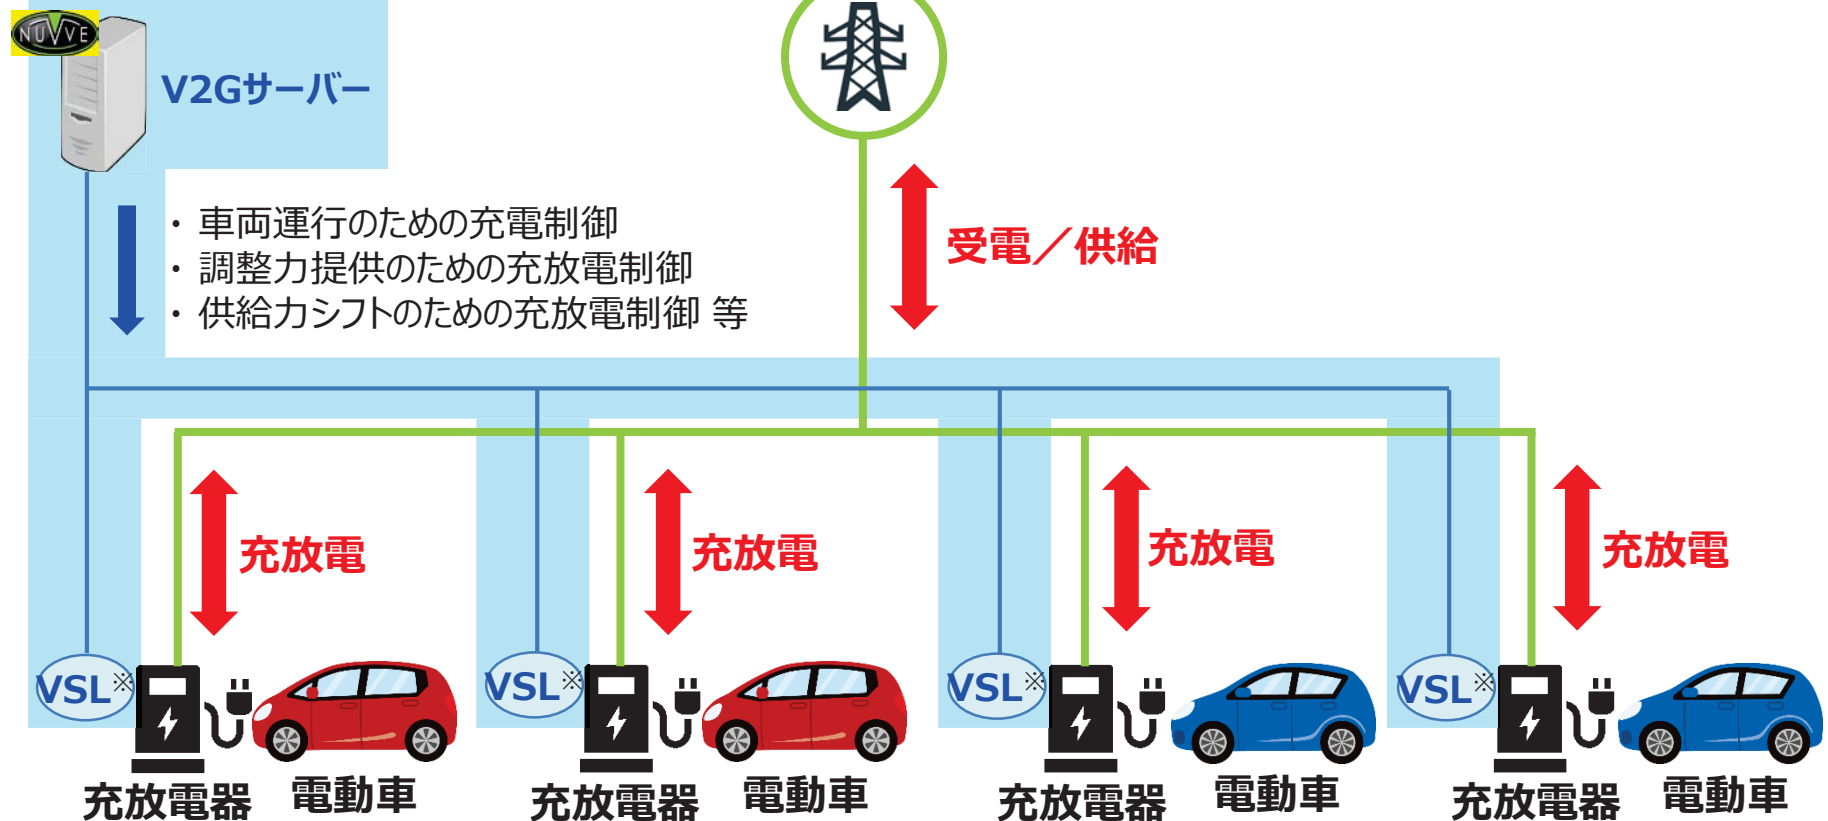 NUVVE
V2Gサーバー
・ 車両運行のための充電制御
・ 調整力提供のための充放電制御
・ 供給力シフトのための充放電制御 等
受電／供給
充放電
充放電
充放電
充放電
VSL※
VSL※
VSL※
VSL※
充放電器
電動車
充放電器
電動車
充放電器
電動車
充放電器
電動車